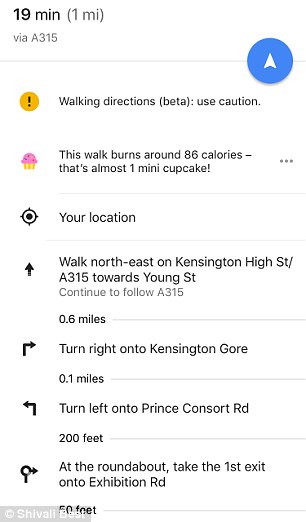 19 min (1 mi)
via A315
Walking directions (beta): use caution.
This walk burns around 86 calories –
that's almost 1 mini cupcake!
Your location
Walk north-east on Kensington High St/
A315 towards Young St
Continue to follow A315
0.6 miles
Turn right onto Kensington Gore
0.1 miles
Turn left onto Prince Consort Rd
200 feet
At the roundabout, take the 1st exit
onto Exhibition Rd
50 feet
© Shivali Best